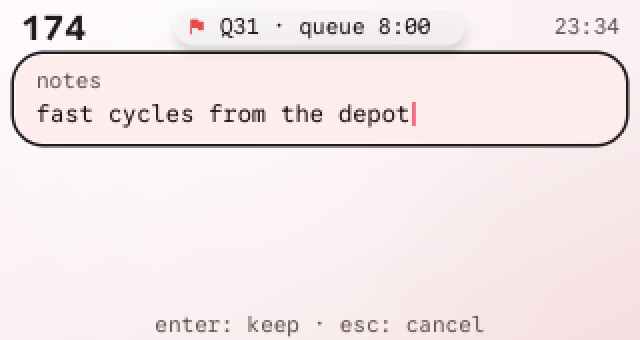 174
Q31 · queue 8:00
23:34
notes
fast cycles from the depot
enter: keep · esc: cancel